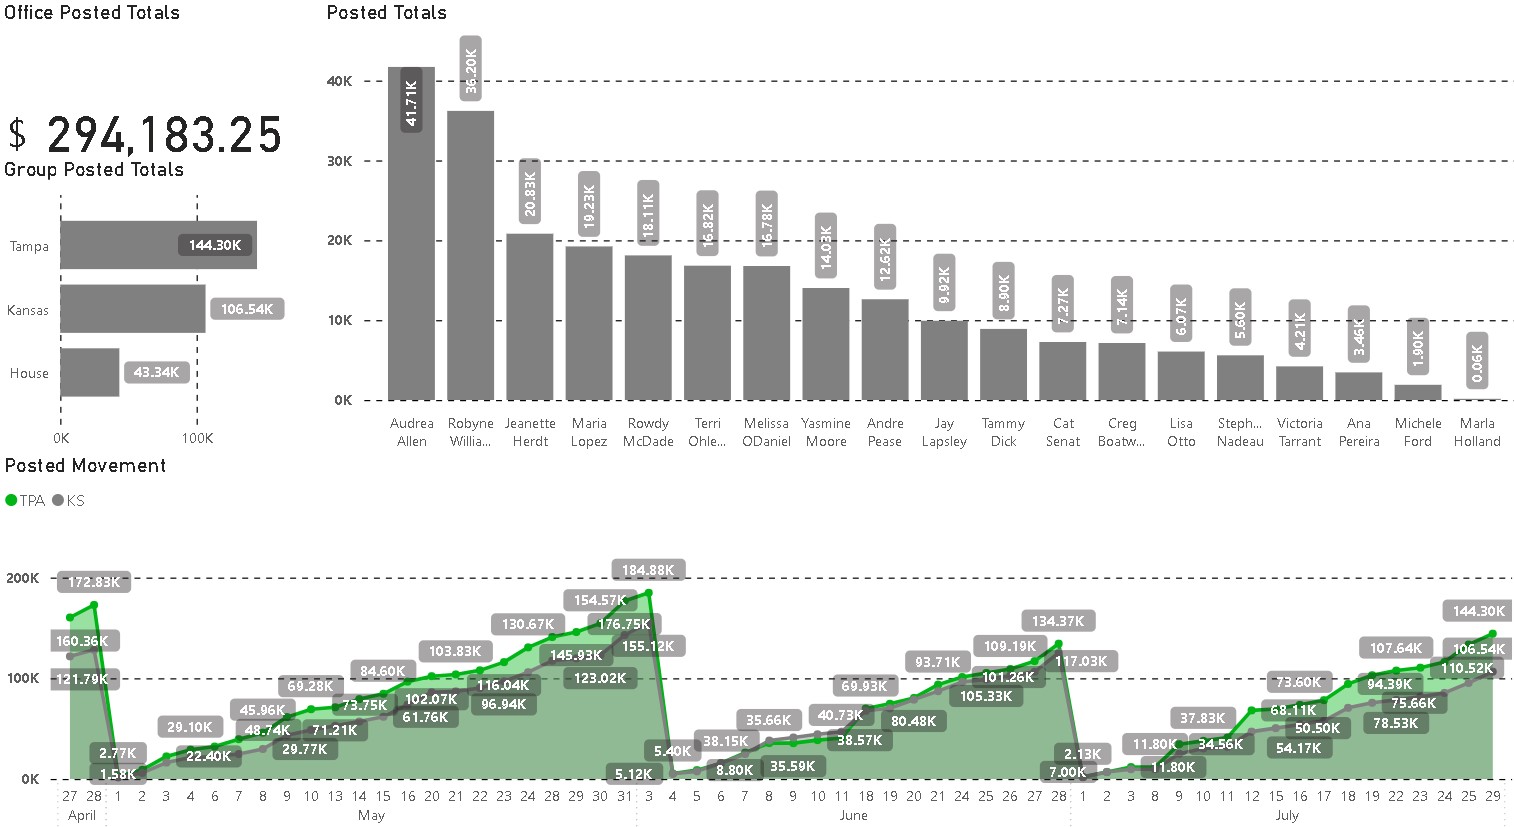 Office Posted Totals
$ 294,183.25
Group Posted Totals
Tampa
144.30K
Kansas
106.54K
House
43.34K
0K 100K
Posted Totals
40K
30K
20K
10K
0K
41.71K 36.20K 20.83K 19.23K 18.11K 16.82K 16.78K 14.03K 12.62K 9.92K 8.90K 7.27K 7.14K 6.07K 5.60K 4.21K 3.46K 1.90K 0.06K
Audrea Robyne Jeanette Maria Rowdy Terri Melissa Yasmine Andre Jay Tammy Cat Creg Lisa Steph... Victoria Ana Michele Marla
Allen Willia... Herdt Lopez McDade Ohle... ODaniel Moore Pease Lapsley Dick Senat Boatw... Otto Nadeau Tarrant Pereira Ford Holland
Posted Movement
TPA KS
200K
100K
0K
172.83K
160.36K
121.79K
2.77K
1.58K
29.10K
22.40K
45.96K
48.74K
69.28K
29.77K
71.21K
73.75K
84.60K
61.76K
102.07K
103.83K
96.94K
116.04K
130.67K
145.93K
154.57K
123.02K
176.75K
184.88K
155.12K
5.12K
5.40K
38.15K
8.80K
35.66K
35.59K
40.73K
38.57K
69.93K
80.48K
93.71K
105.33K
101.26K
109.19K
134.37K
117.03K
7.00K
2.13K
11.80K
11.80K
37.83K
34.56K
73.60K
68.11K
54.17K
50.50K
107.64K
94.39K
78.53K
75.66K
144.30K
106.54K
110.52K
27 28 1 2 3 4 6 7 8 9 10 13 14 15 16 20 21 22 23 24 28 29 30 31 3 4 5 6 7 8 9 10 11 18 19 20 21 24 25 26 27 28 1 2 3 8 9 10 11 12 15 16 17 18 19 22 23 24 25 29
April May June July